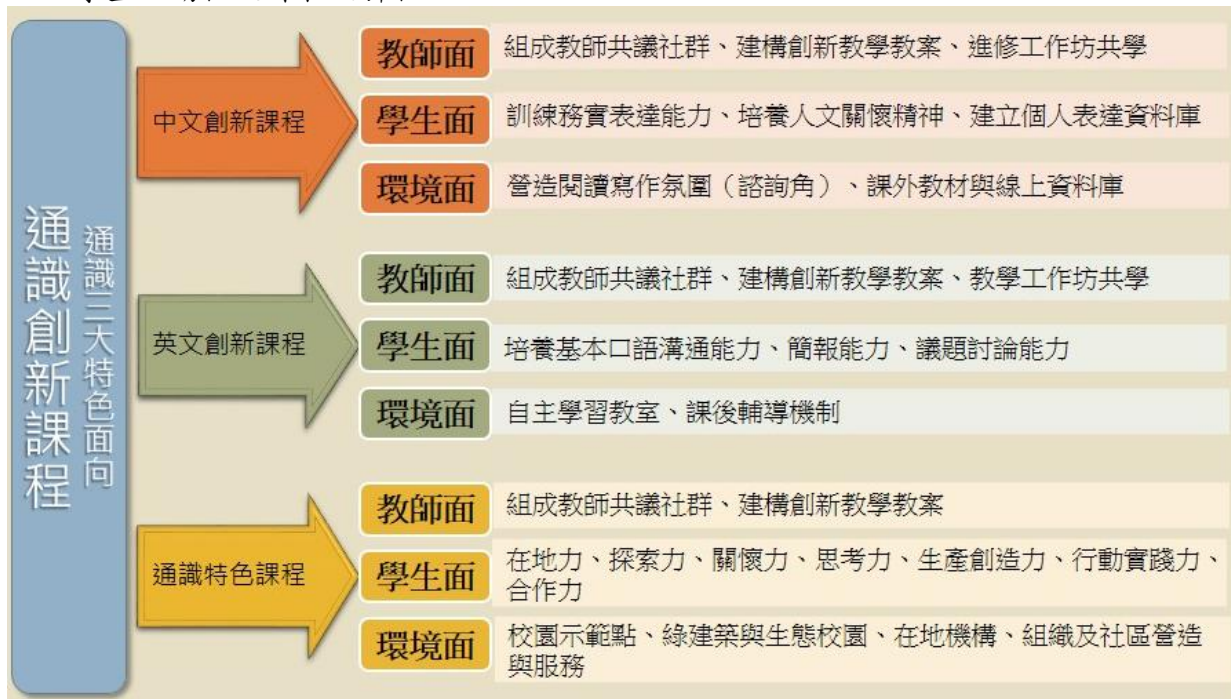 通識創新課程
通識三大特色面向
中文創新課程
教師面
組成教師共議社群、建構創新教學教案、進修工作坊共學
學生面
訓練務實表達能力、培養人文關懷精神、建立個人表達資料庫
環境面
營造閱讀寫作氛圍（諮詢角）、課外教材與線上資料庫
英文創新課程
教師面
組成教師共議社群、建構創新教學教案、教學工作坊共學
學生面
培養基本口語溝通能力、簡報能力、議題討論能力
環境面
自主學習教室、課後輔導機制
通識特色課程
教師面
組成教師共議社群、建構創新教學教案
學生面
在地力、探索力、關懷力、思考力、生產創造力、行動實踐力、
合作力
環境面
校園示範點、綠建築與生態校園、在地機構、組織及社區營造
與服務